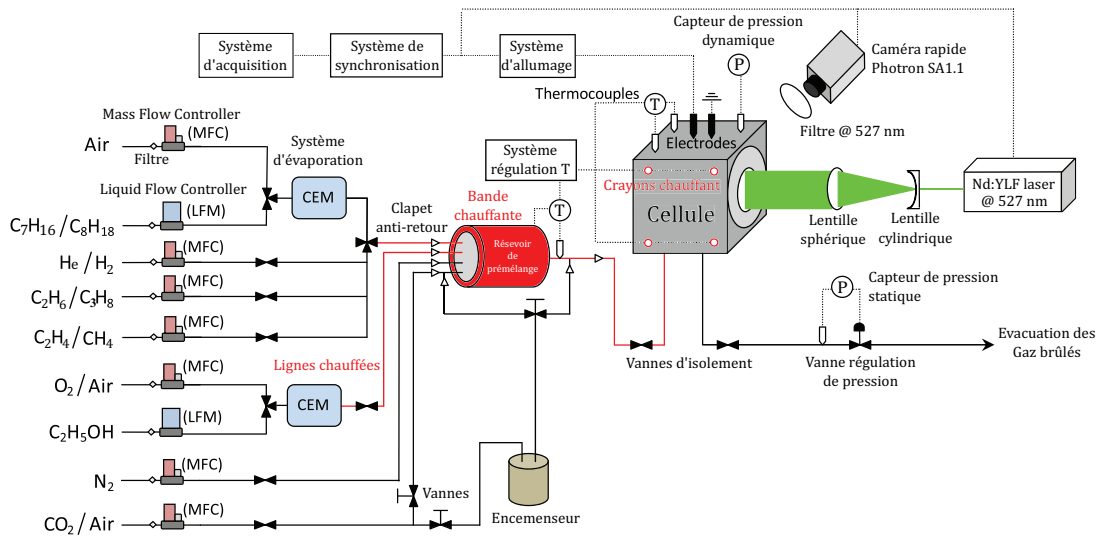 Capteur de pression
dynamique
Caméra rapide
Photron SA1.1
Système
d'acquisition
Système de
synchronisation
Système
d'allumage
P
Thermocouples
T
Filtre @ 527 nm
Mass Flow Controller
(MFC)
Air
Filtre
Système
d'évaporation
CEM
Electrodes
Système
régulation T
Crayons chauffant
Cellule
Nd:YLF laser
@ 527 nm
Lentille
sphérique
Lentille
cylindrique
Liquid Flow Controller
(LFM)
C7H16/C8H18
Clapet
anti-retour
Bande
chauffante
T
Résevoir
de
prémélange
(MFC)
He/H2
(MFC)
C2H6/C3H8
(MFC)
C2H4/CH4
Capteur de pression
statique
P
Vannes d'isolement
Vanne régulation
de pression
Evacuation des
Gaz brûlés
Lignes chauffées
(MFC)
O2/Air
CEM
(LFM)
C2H5OH
(MFC)
N2
Vannes
(MFC)
CO2/Air
Encemenseur